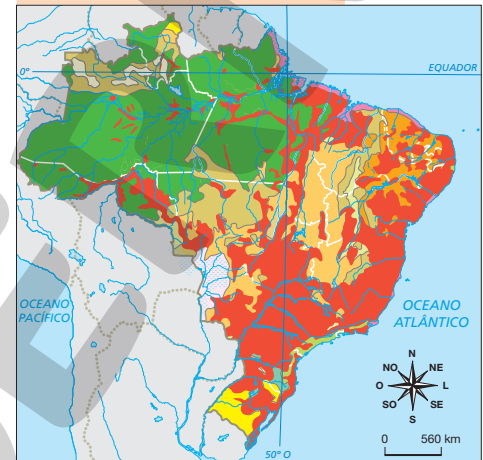 0°
EQUADOR
OCEANO
PACÍFICO
OCEANO
ATLÂNTICO
N
NO
NE
O
L
SO
SE
S
0
560 km
50° O